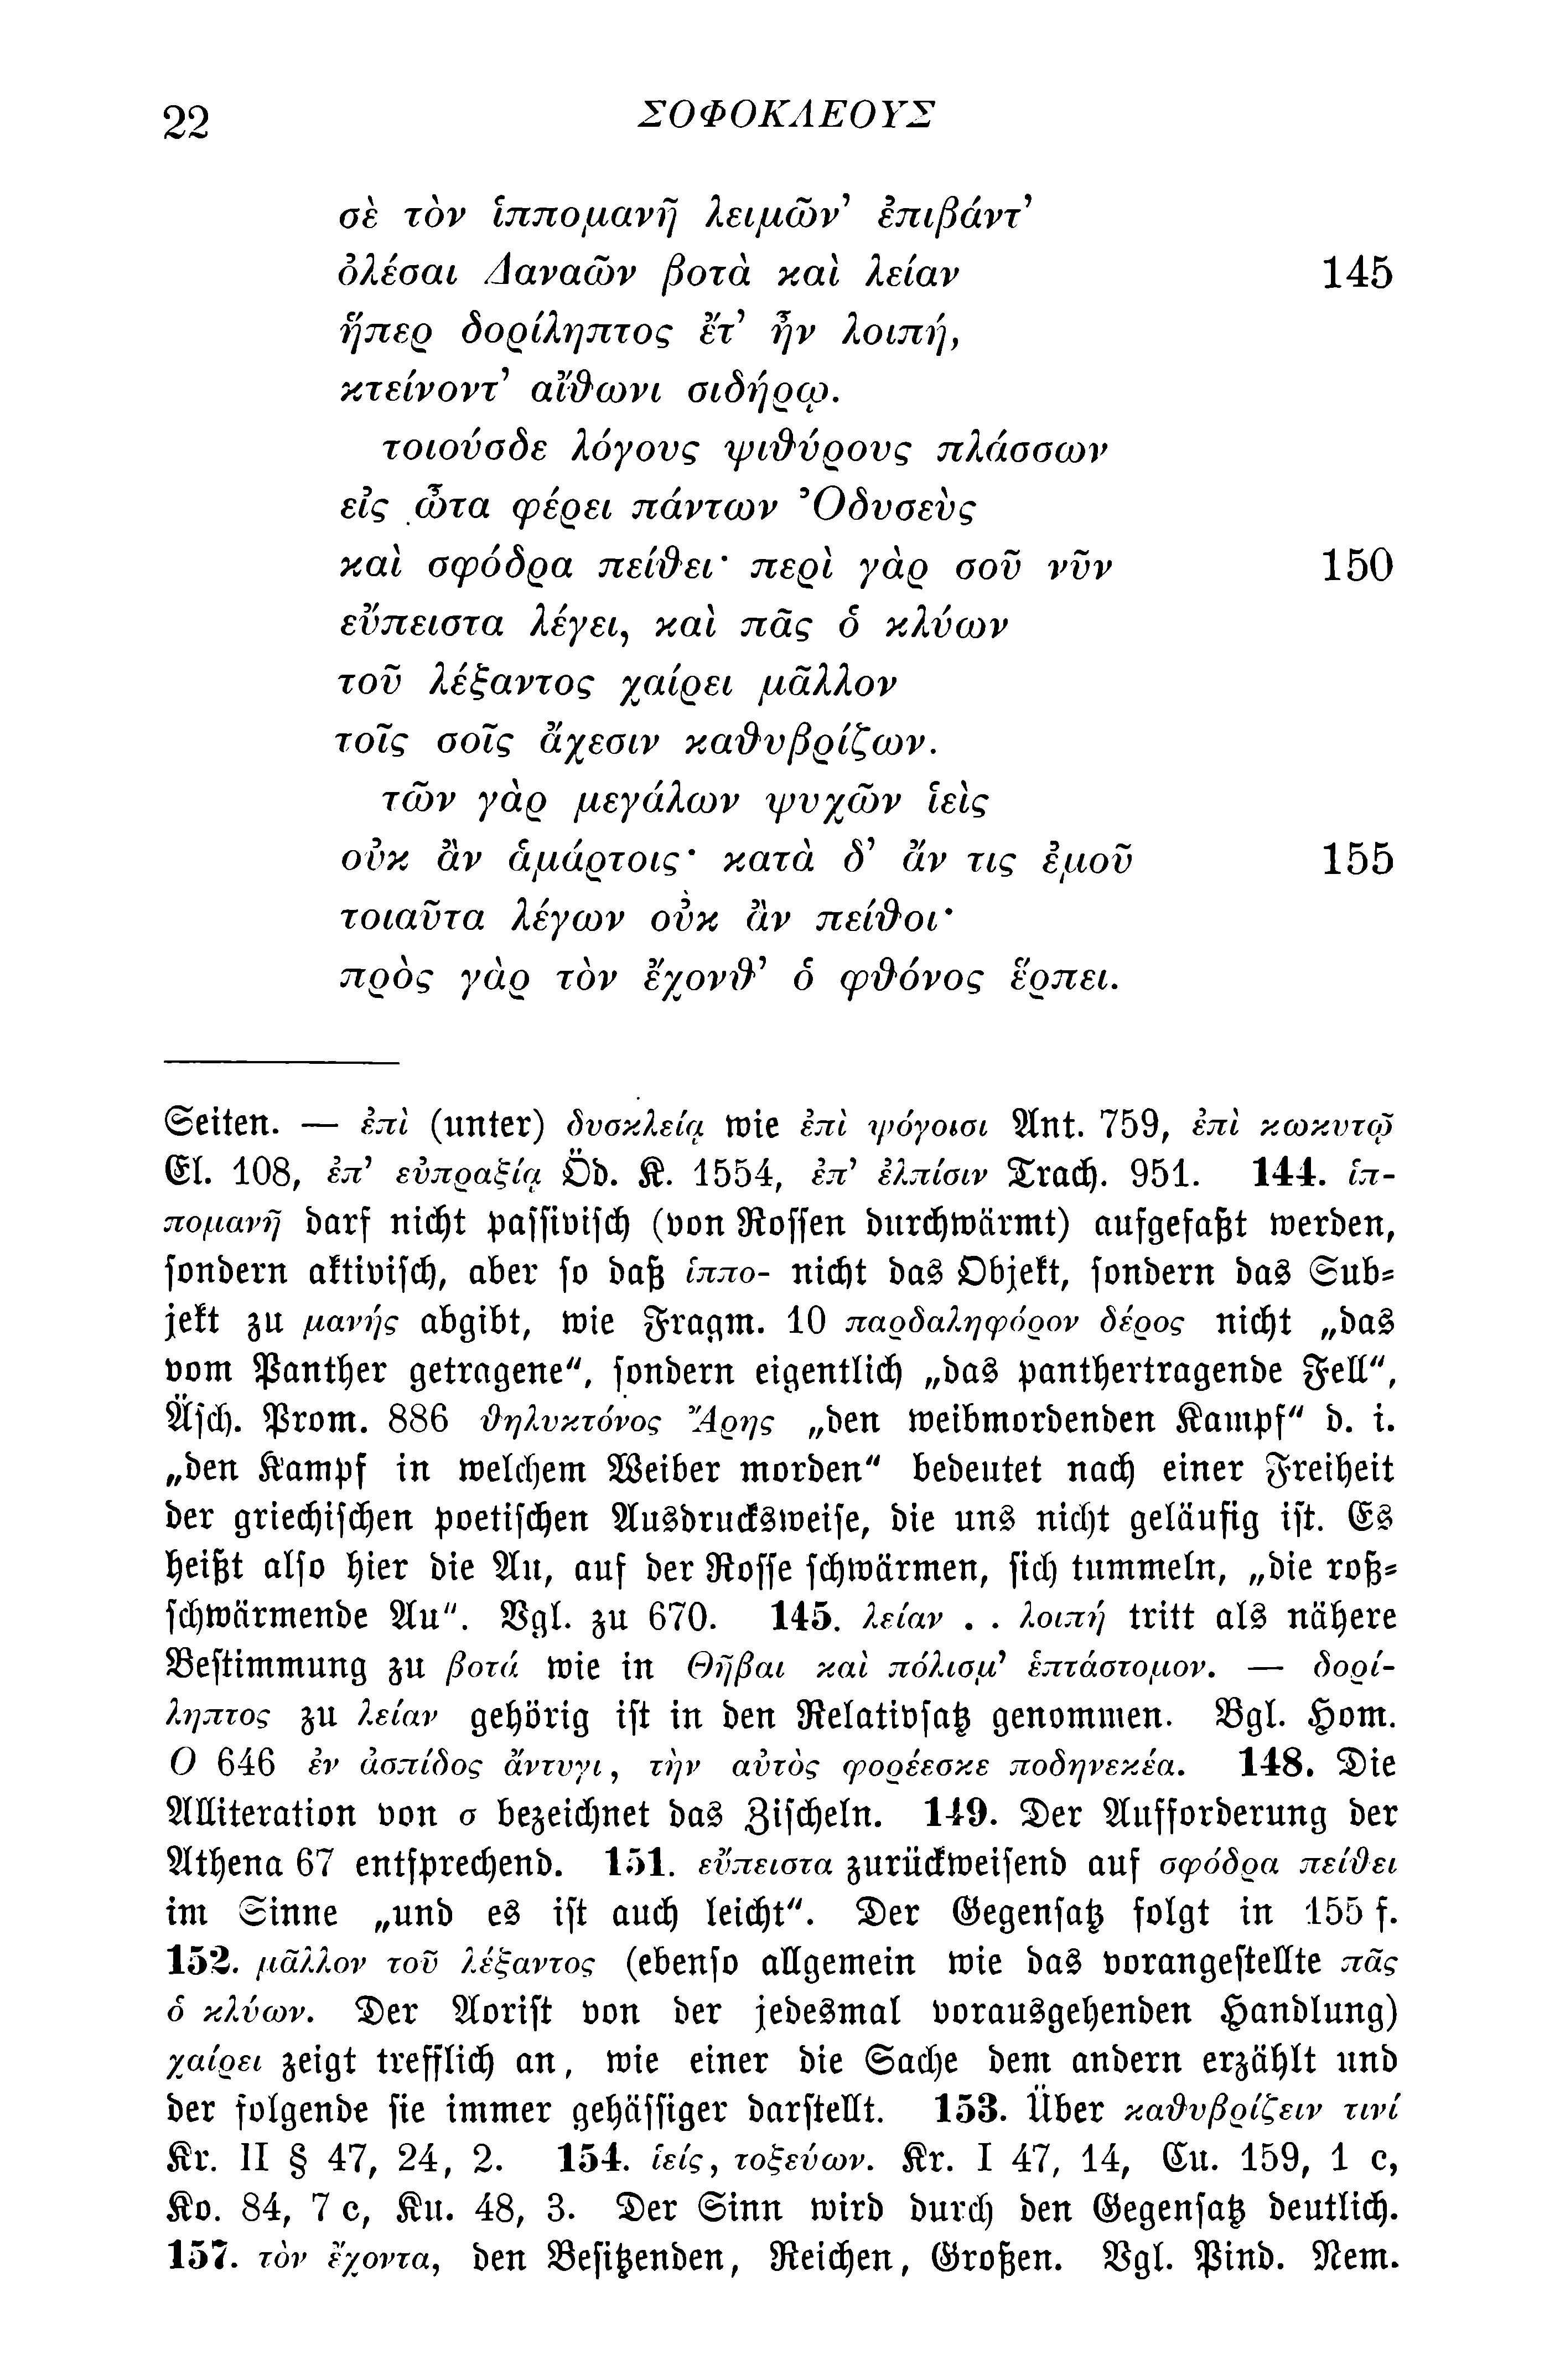 22 ΣΟΦΟΚΛΕΟΥΣ
σὲ τὸν ἱππομανῆ λειμῶν’ ἐπιβάντ’
ὀλέσαι Δαναῶν βοτὰ καὶ λείαν 145
ἥπερ δορίληπτος ἔτ’ ἦν λοιπή,
κτείνοντ’ αἴθωνι σιδήρῳ.
τοιούσδε λόγους ψιθύρους πλάσσων
εἰς ὦτα φέρει πάντων Ὀδυσεὺς
καὶ σφόδρα πείθει· περὶ γὰρ σοῦ νῦν 150
εὔπειστα λέγει, καὶ πᾶς ὁ κλύων
τοῦ λέξαντος χαίρει μᾶλλον
τοῖς σοῖς ἄχεσιν καθυβρίζων.
τῶν γὰρ μεγάλων ψυχῶν ἱεὶς
οὐκ ἂν ἁμάρτοις· κατὰ δ’ ἄν τις ἐμοῦ 155
τοιαῦτα λέγων οὐκ ἂν πείθοι·
πρὸς γὰρ τὸν ἔχονθ’ ὁ φθόνος ἕρπει.
Seiten. — ἐπὶ (unter) δυσκλείᾳ wie ἐπὶ ψόγοισι Ant. 759, ἐπὶ κωκυτῷ
El. 108, ἐπ’ εὐπραξίᾳ Öd. K. 1554, ἐπ’ ἐλπίσιν Trach. 951. 144. ἱπ-
πομανῆ darf nicht passivisch (von Rossen durchwärmt) aufgefaßt werden,
sondern aktivisch, aber so daß ἱππο- nicht das Objekt, sondern das Sub-
jekt zu μανής abgibt, wie Fragm. 10 παρδαληφόρον δέρος nicht „das
vom Panther getragene“, sondern eigentlich „das panthertragende Fell“,
Äsch. Prom. 886 θηλυκτόνος Ἄρης „den weibmordenden Kampf“ d. i.
„den Kampf in welchem Weiber morden“ bedeutet nach einer Freiheit
der griechischen poetischen Ausdrucksweise, die uns nicht geläufig ist. Es
heißt also hier die Au, auf der Rosse schwärmen, sich tummeln, „die roß-
schwärmende Au“. Vgl. zu 670. 145. λείαν . . λοιπή tritt als nähere
Bestimmung zu βοτά wie in Θῆβαι καὶ πόλισμ’ ἑπτάστομον. — δορί-
ληπτος zu λείαν gehörig ist in den Relativsatz genommen. Vgl. Hom.
Ο 646 ἐν ἀσπίδος ἄντυγι, τὴν αὐτὸς φορέεσκε ποδηνεκέα. 148. Die
Alliteration von σ bezeichnet das Zischeln. 149. Der Aufforderung der
Athena 67 entsprechend. 151. εὔπειστα zurückweisend auf σφόδρα πείθει
im Sinne „und es ist auch leicht“. Der Gegensatz folgt in 155 f.
152. μᾶλλον τοῦ λέξαντος (ebenso allgemein wie das vorangestellte πᾶς
ὁ κλύων. Der Aorist von der jedesmal vorausgehenden Handlung)
χαίρει zeigt trefflich an, wie einer die Sache dem andern erzählt und
der folgende sie immer gehässiger darstellt. 153. Über καθυβρίζειν τινί
Kr. II § 47, 24, 2. 154. ἱείς, τοξεύων. Kr. I 47, 14, Cu. 159, 1 c,
Ko. 84, 7 c, Ku. 48, 3. Der Sinn wird durch den Gegensatz deutlich.
157. τὸν ἔχοντα, den Besitzenden, Reichen, Großen. Vgl. Pind. Nem.